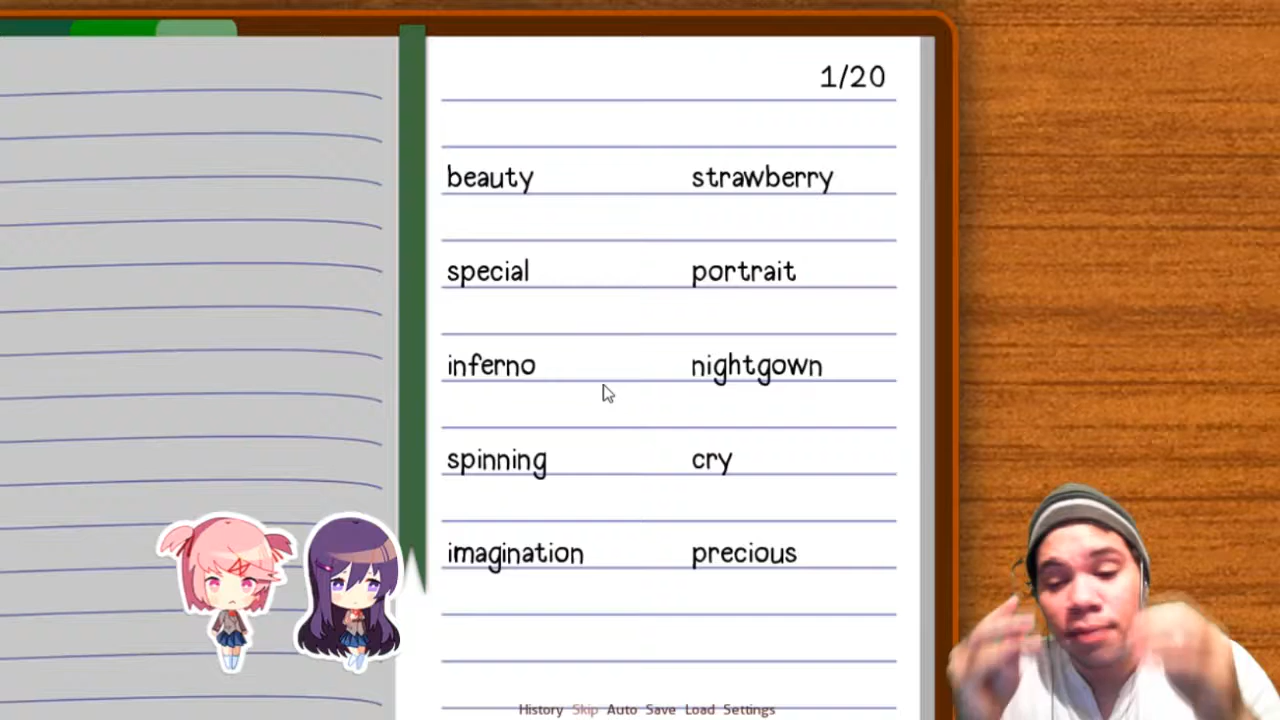 1/20
beauty strawberry
special portrait
inferno nightgown
spinning cry
imagination precious
History Skip Auto Save Load Settings